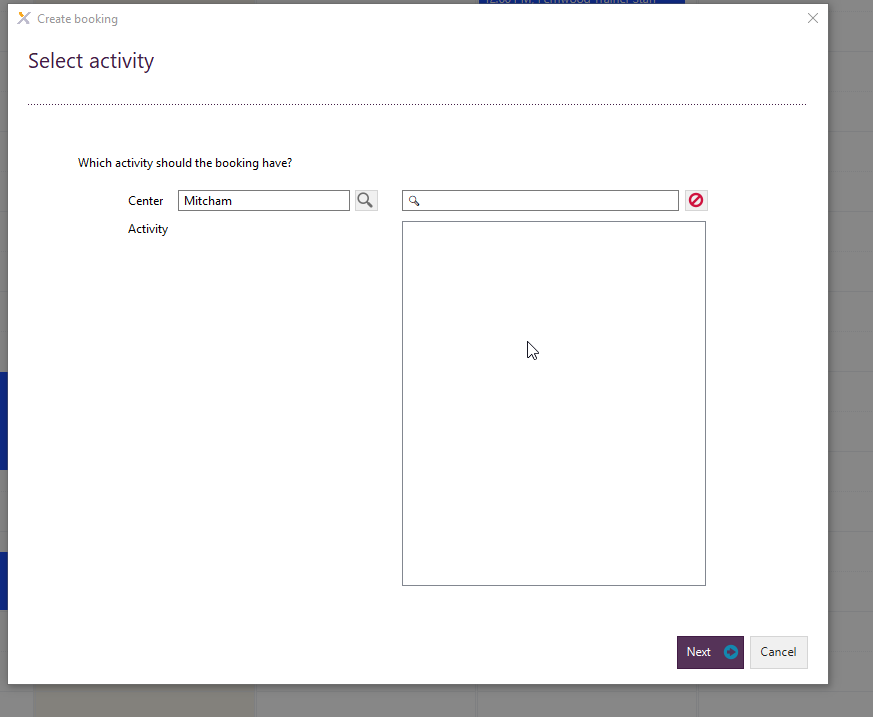 Create booking
Select activity
Which activity should the booking have?
Center Mitcham
Activity
Next Cancel